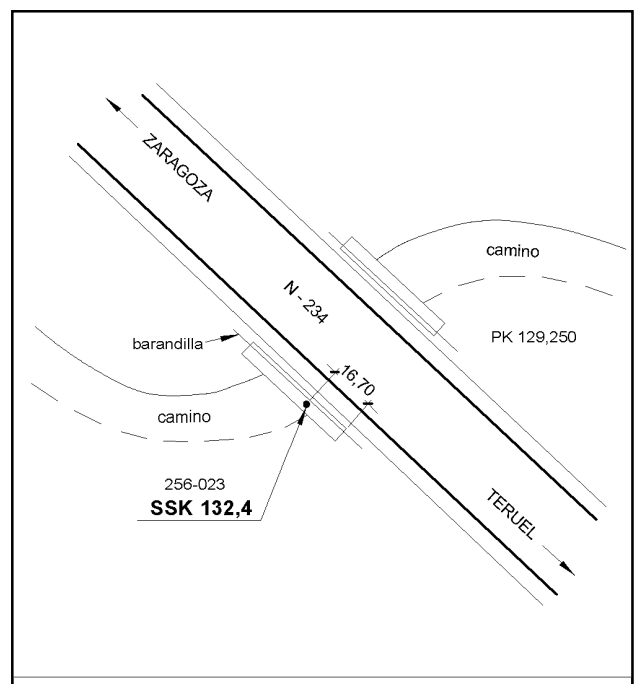 ZARAGOZA
camino
N - 234
PK 129,250
barandilla
16,70
camino
256-023
SSK 132,4
TERUEL